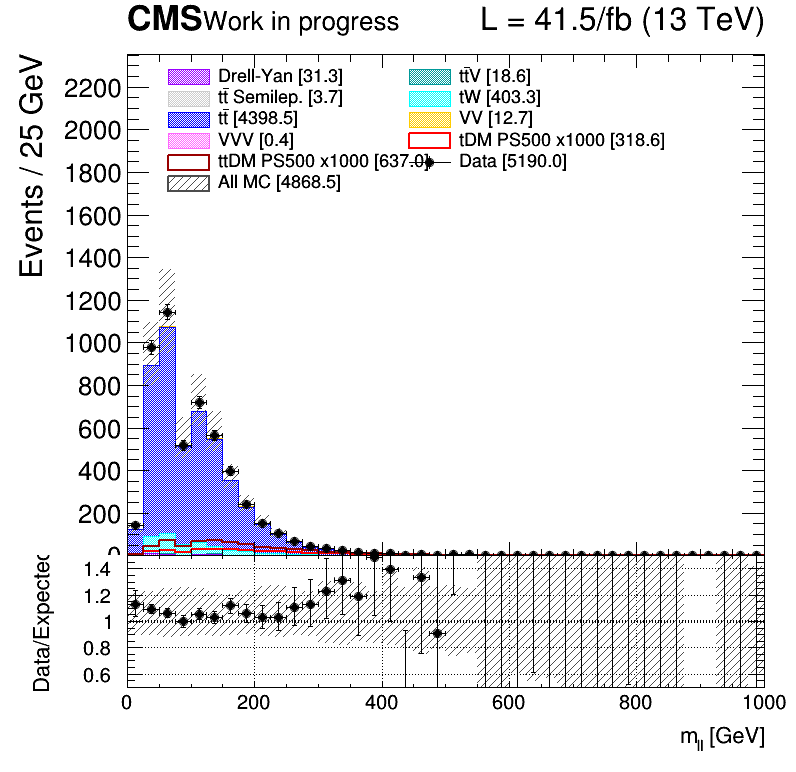 CMS Work in progress L = 41.5/fb (13 TeV)
Events / 25 GeV
2200
2000
1800
1600
1400
1200
1000
800
600
400
200
0
Drell-Yan [31.3] tt̄V [18.6]
tt̄ Semilep. [3.7] tW [403.3]
tt̄ [4398.5] VV [12.7]
VVV [0.4] tDM PS500 x1000 [318.6]
ttDM PS500 x1000 [637.0] Data [5190.0]
All MC [4868.5]
Data/Expected
1.4
1.2
1
0.8
0.6
0 200 400 600 800 1000
m_ll [GeV]